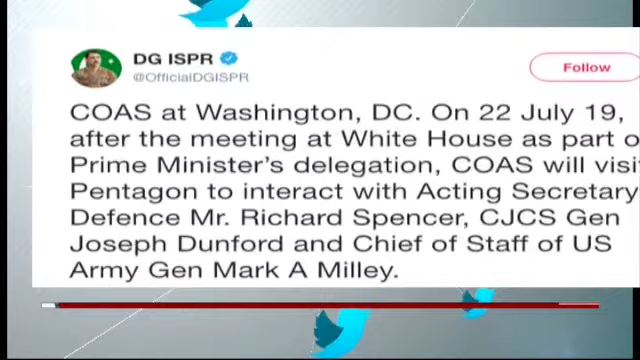 DG ISPR
@OfficialDGISPR
Follow
COAS at Washington, DC. On 22 July 19,
after the meeting at White House as part o
Prime Minister's delegation, COAS will visi
Pentagon to interact with Acting Secretary
Defence Mr. Richard Spencer, CJCS Gen
Joseph Dunford and Chief of Staff of US
Army Gen Mark A Milley.